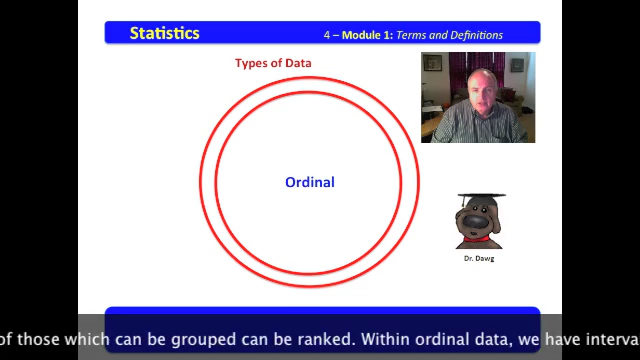 Statistics
4 – Module 1: Terms and Definitions
Types of Data
Ordinal
Dr. Dawg
of those which can be grouped can be ranked. Within ordinal data, we have interva